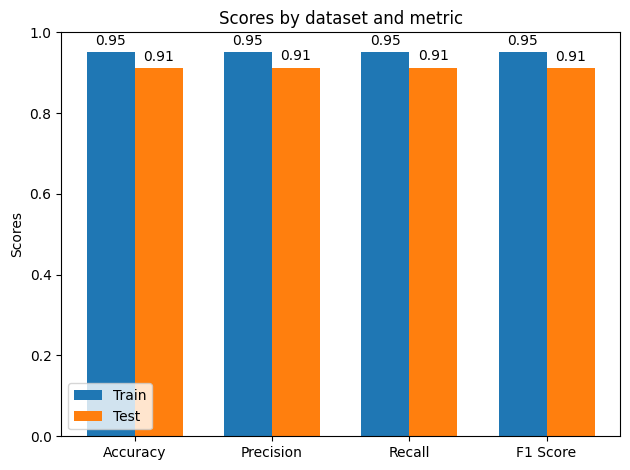 Scores by dataset and metric
1.0
0.8
0.6
0.4
0.2
0.0
Scores
0.95
0.91
0.95
0.91
0.95
0.91
0.95
0.91
Train
Test
Accuracy
Precision
Recall
F1 Score